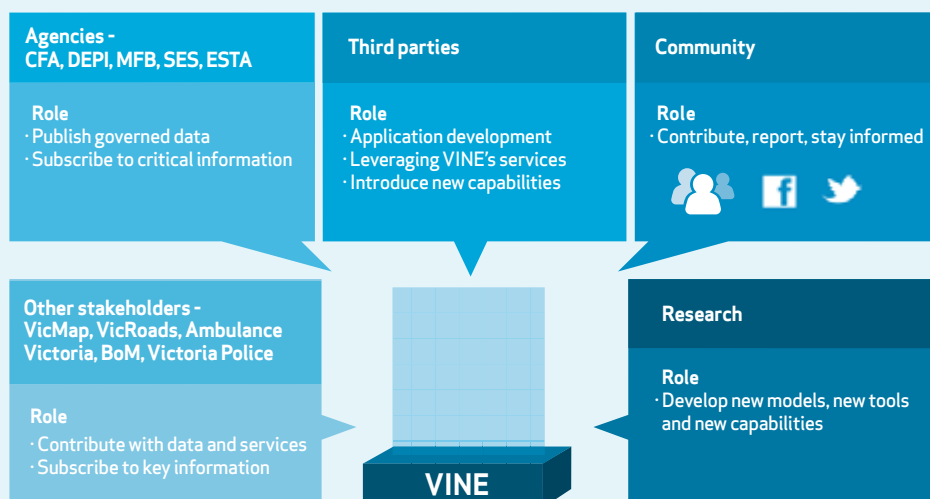 Agencies -
CFA, DEPI, MFB, SES, ESTA
Role
· Publish governed data
· Subscribe to critical information
Third parties
Role
· Application development
· Leveraging VINE's services
· Introduce new capabilities
Community
Role
· Contribute, report, stay informed
f
Other stakeholders -
VicMap, VicRoads, Ambulance
Victoria, BoM, Victoria Police
Role
· Contribute with data and services
· Subscribe to key information
VINE
Research
Role
· Develop new models, new tools
and new capabilities